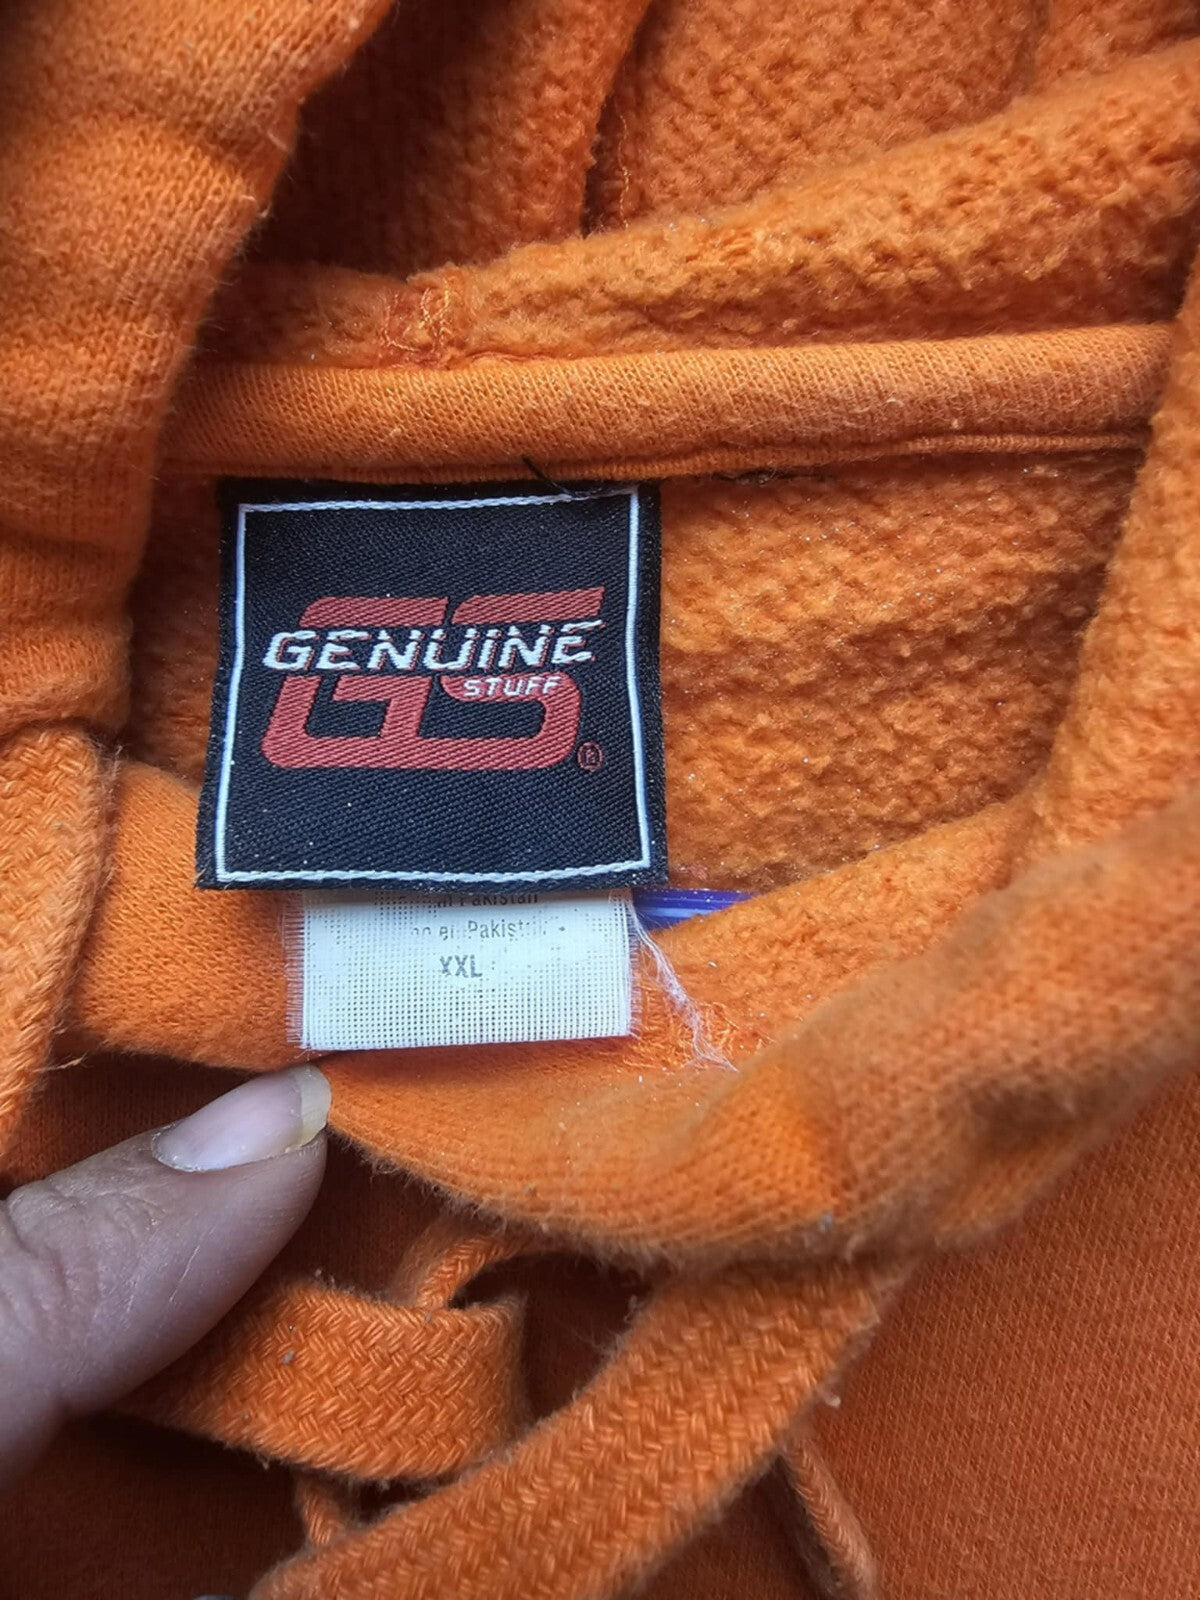 GS
GENUiNE
STUFF
®
in Pakistan
en Pakistan
XXL